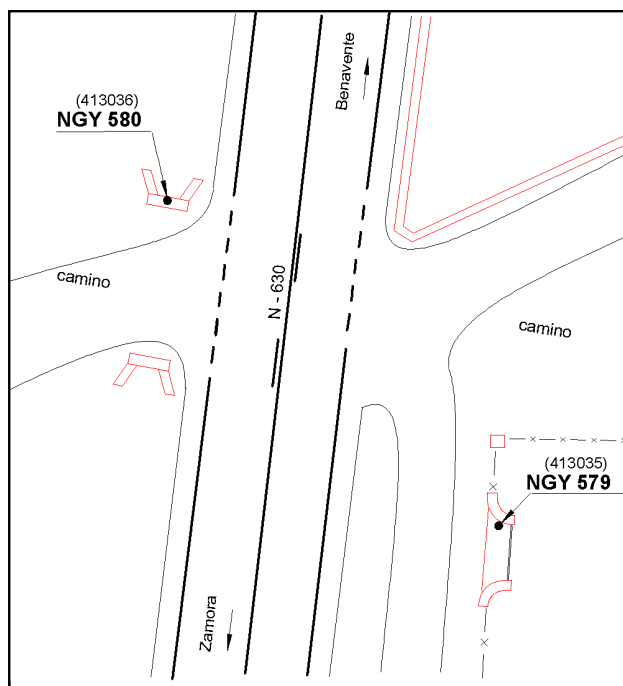 Benavente
(413036)
NGY 580
camino
N - 630
camino
(413035)
NGY 579
Zamora